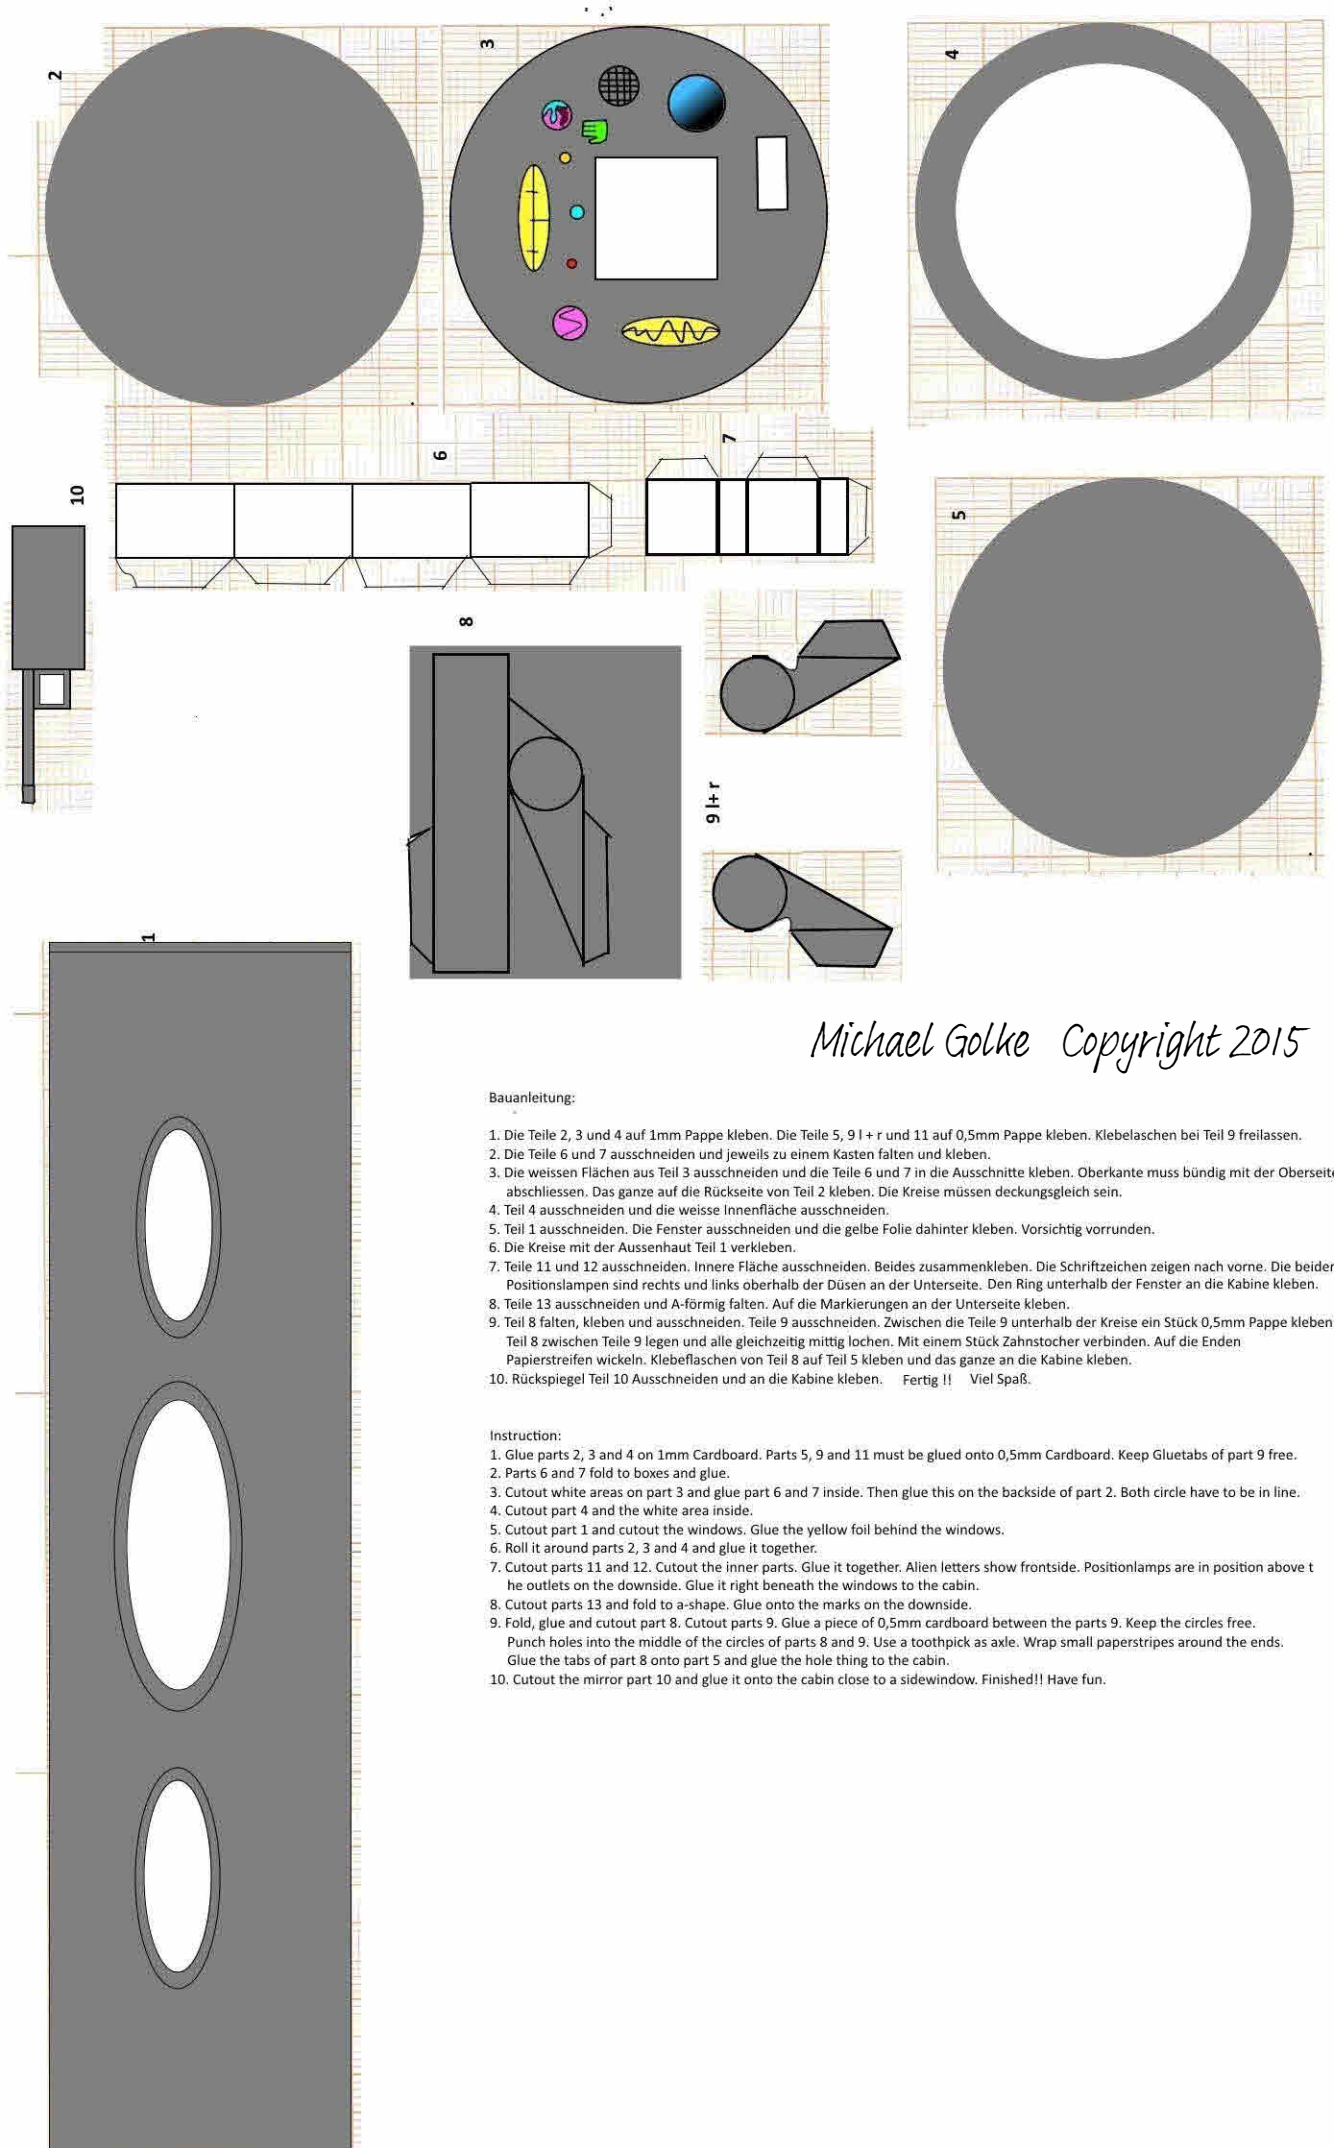 2
3
4
6
7
10
5
8
9 l+ r
1
Michael Golke Copyright 2015
Bauanleitung:
1. Die Teile 2, 3 und 4 auf 1mm Pappe kleben. Die Teile 5, 9 l + r und 11 auf 0,5mm Pappe kleben. Klebelaschen bei Teil 9 freilassen.
2. Die Teile 6 und 7 ausschneiden und jeweils zu einem Kasten falten und kleben.
3. Die weissen Flächen aus Teil 3 ausschneiden und die Teile 6 und 7 in die Ausschnitte kleben. Oberkante muss bündig mit der Oberseite
abschliessen. Das ganze auf die Rückseite von Teil 2 kleben. Die Kreise müssen deckungsgleich sein.
4. Teil 4 ausschneiden und die weisse Innenfläche ausschneiden.
5. Teil 1 ausschneiden. Die Fenster ausschneiden und die gelbe Folie dahinter kleben. Vorsichtig vorrunden.
6. Die Kreise mit der Aussenhaut Teil 1 verkleben.
7. Teile 11 und 12 ausschneiden. Innere Fläche ausschneiden. Beides zusammenkleben. Die Schriftzeichen zeigen nach vorne. Die beiden
Positionslampen sind rechts und links oberhalb der Düsen an der Unterseite. Den Ring unterhalb der Fenster an die Kabine kleben.
8. Teile 13 ausschneiden und A-förmig falten. Auf die Markierungen an der Unterseite kleben.
9. Teil 8 falten, kleben und ausschneiden. Teile 9 ausschneiden. Zwischen die Teile 9 unterhalb der Kreise ein Stück 0,5mm Pappe kleben
Teil 8 zwischen Teile 9 legen und alle gleichzeitig mittig lochen. Mit einem Stück Zahnstocher verbinden. Auf die Enden
Papierstreifen wickeln. Klebeflaschen von Teil 8 auf Teil 5 kleben und das ganze an die Kabine kleben.
10. Rückspiegel Teil 10 Ausschneiden und an die Kabine kleben. Fertig !! Viel Spaß.
Instruction:
1. Glue parts 2, 3 and 4 on 1mm Cardboard. Parts 5, 9 and 11 must be glued onto 0,5mm Cardboard. Keep Gluetabs of part 9 free.
2. Parts 6 and 7 fold to boxes and glue.
3. Cutout white areas on part 3 and glue part 6 and 7 inside. Then glue this on the backside of part 2. Both circle have to be in line.
4. Cutout part 4 and the white area inside.
5. Cutout part 1 and cutout the windows. Glue the yellow foil behind the windows.
6. Roll it around parts 2, 3 and 4 and glue it together.
7. Cutout parts 11 and 12. Cutout the inner parts. Glue it together. Alien letters show frontside. Positionlamps are in position above t
he outlets on the downside. Glue it right beneath the windows to the cabin.
8. Cutout parts 13 and fold to a-shape. Glue onto the marks on the downside.
9. Fold, glue and cutout part 8. Cutout parts 9. Glue a piece of 0,5mm cardboard between the parts 9. Keep the circles free.
Punch holes into the middle of the circles of parts 8 and 9. Use a toothpick as axle. Wrap small paperstripes around the ends.
Glue the tabs of part 8 onto part 5 and glue the hole thing to the cabin.
10. Cutout the mirror part 10 and glue it onto the cabin close to a sidewindow. Finished!! Have fun.